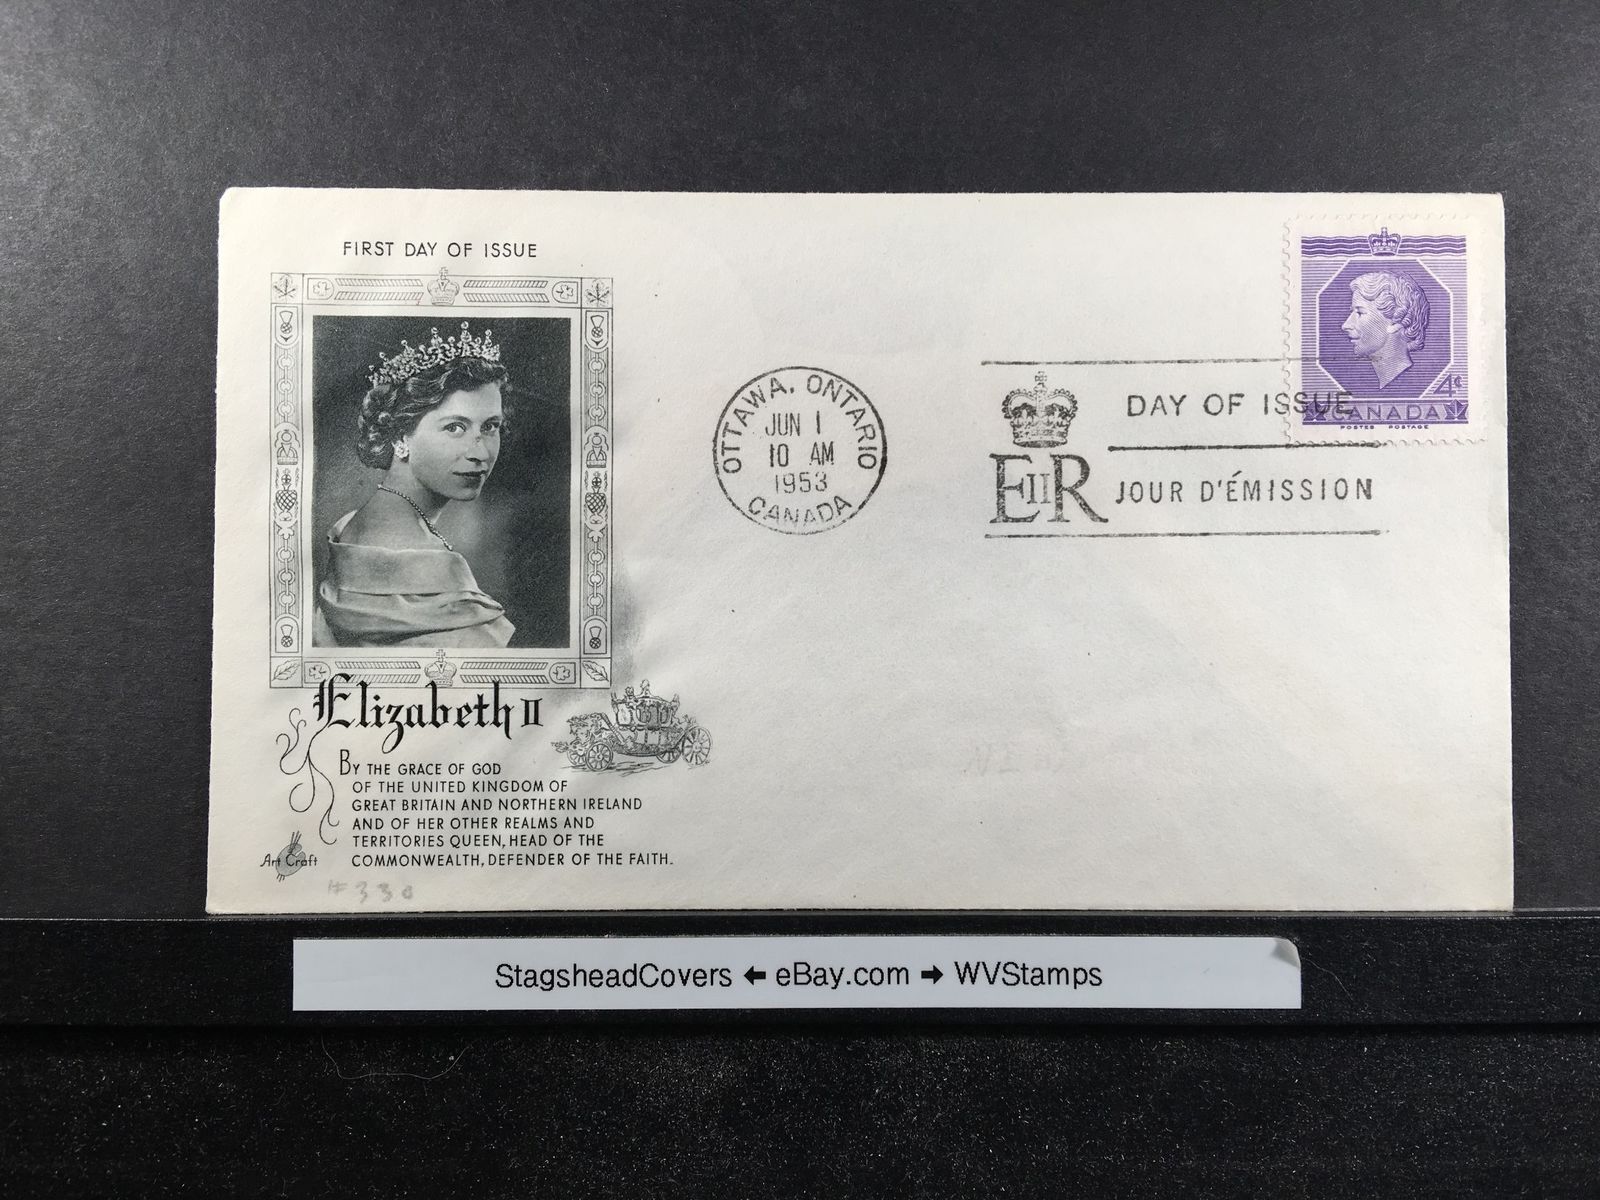 FIRST DAY OF ISSUE
Elizabeth II
BY THE GRACE OF GOD
OF THE UNITED KINGDOM OF
GREAT BRITAIN AND NORTHERN IRELAND
AND OF HER OTHER REALMS AND
TERRITORIES QUEEN, HEAD OF THE
COMMONWEALTH, DEFENDER OF THE FAITH.
Art Craft
#330
OTTAWA, ONTARIO
JUN 1
10 AM
1953
CANADA
DAY OF ISSUE
EIIR JOUR D'ÉMISSION
4¢
CANADA
POSTES POSTAGE
StagsheadCovers ← eBay.com → WVStamps